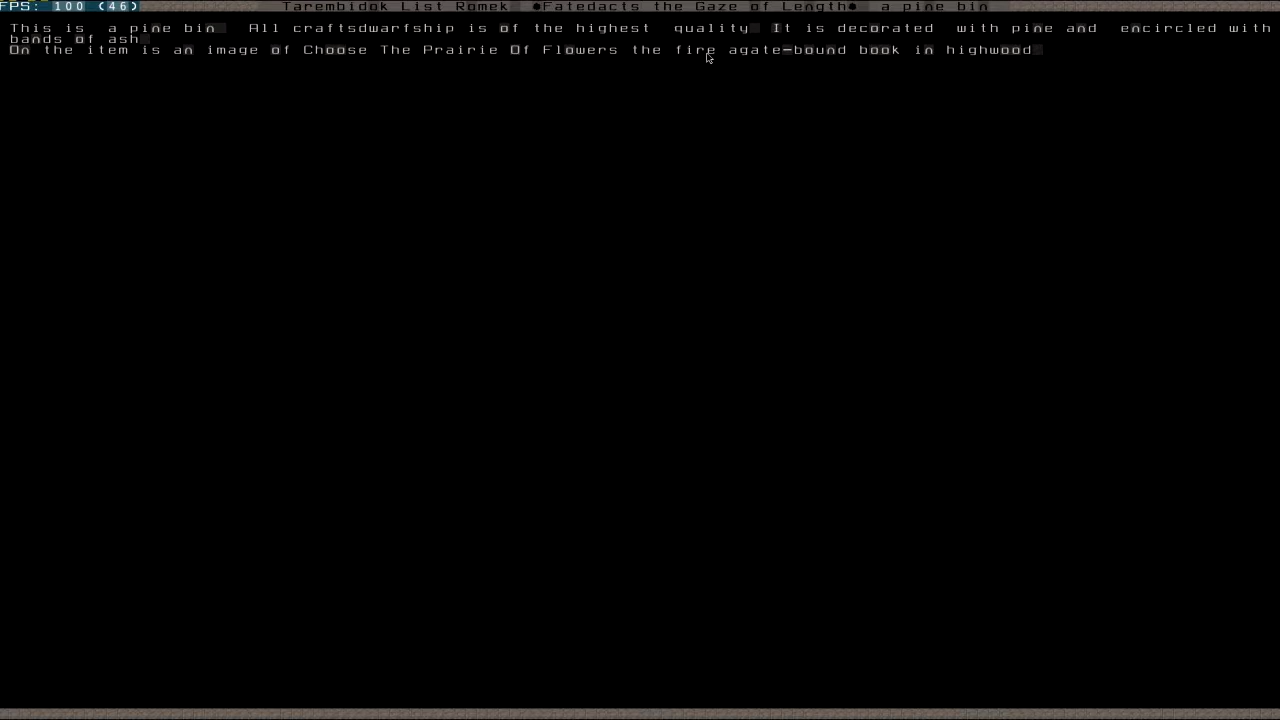 FPS: 100 (46) Tarembidok List Romek ●Fatedacts the Gaze of Length● a pine bin
This is a pine bin All craftsdwarfship is of the highest quality It is decorated with pine and encircled with
bands of ash
On the item is an image of Choose The Prairie Of Flowers the fire agate-bound book in highwood